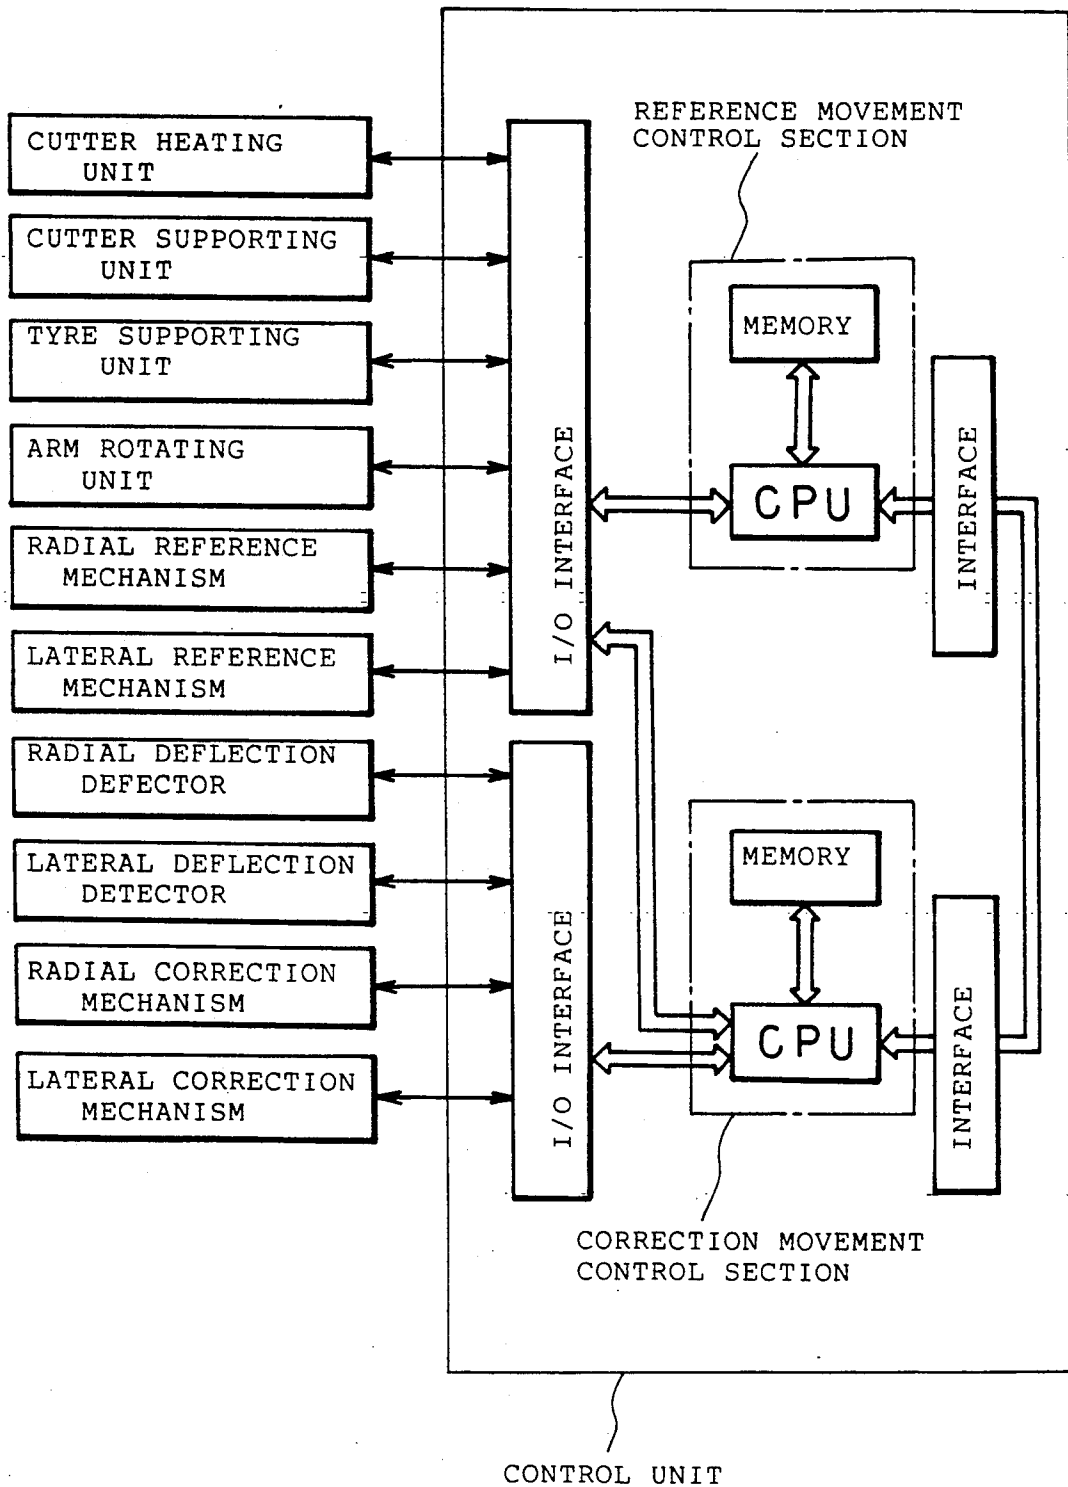 REFERENCE MOVEMENT
CONTROL SECTION
CUTTER HEATING
UNIT
CUTTER SUPPORTING
UNIT
TYRE SUPPORTING
UNIT
ARM ROTATING
UNIT
RADIAL REFERENCE
MECHANISM
LATERAL REFERENCE
MECHANISM
RADIAL DEFLECTION
DEFECTOR
LATERAL DEFLECTION
DETECTOR
RADIAL CORRECTION
MECHANISM
LATERAL CORRECTION
MECHANISM
I/O INTERFACE
I/O INTERFACE
MEMORY
CPU
INTERFACE
MEMORY
CPU
INTERFACE
CORRECTION MOVEMENT
CONTROL SECTION
CONTROL UNIT